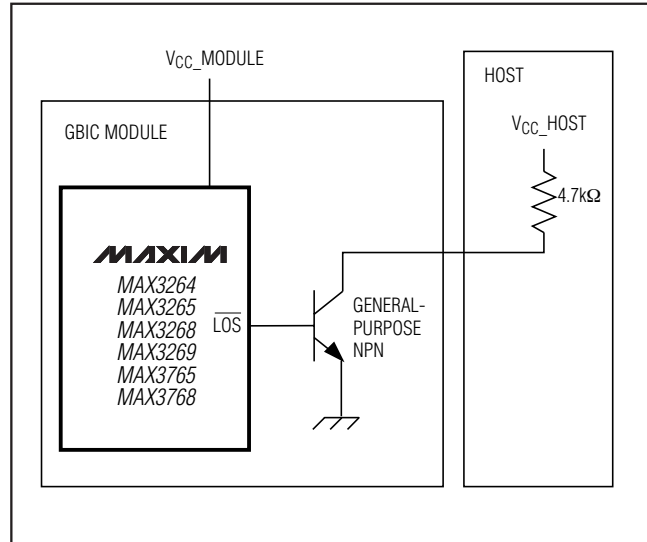 V_CC_MODULE
HOST
GBIC MODULE
V_CC_HOST
4.7kΩ
MAXIM
MAX3264
MAX3265
MAX3268
MAX3269
MAX3765
MAX3768
LOS
GENERAL-
PURPOSE
NPN